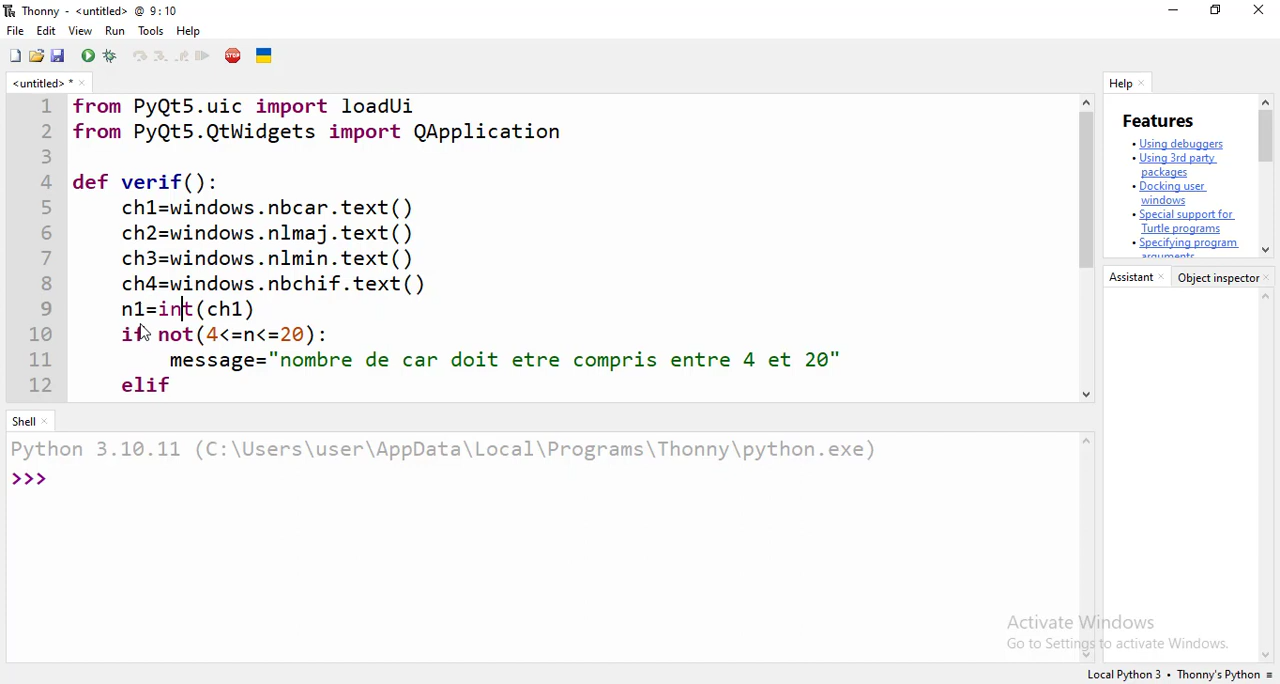 Thonny - <untitled> @ 9:10
File Edit View Run Tools Help
STOP
<untitled> *
1 from PyQt5.uic import loadUi
2 from PyQt5.QtWidgets import QApplication
3
4 def verif():
5 ch1=windows.nbcar.text()
6 ch2=windows.nlmaj.text()
7 ch3=windows.nlmin.text()
8 ch4=windows.nbchif.text()
9 n1=int(ch1)
10 if not(4<=n<=20):
11 message="nombre de car doit etre compris entre 4 et 20"
12 elif
Shell
Python 3.10.11 (C:\Users\user\AppData\Local\Programs\Thonny\python.exe)
>>>
Help
Features
• Using debuggers
• Using 3rd party
packages
• Docking user
windows
• Special support for
Turtle programs
• Specifying program
arguments
Assistant Object inspector
Activate Windows
Go to Settings to activate Windows.
Local Python 3 • Thonny's Python ≡